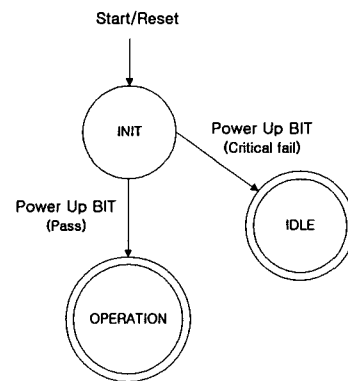 Start/Reset
INIT
Power Up BIT
(Critical fail)
Power Up BIT
(Pass)
IDLE
OPERATION